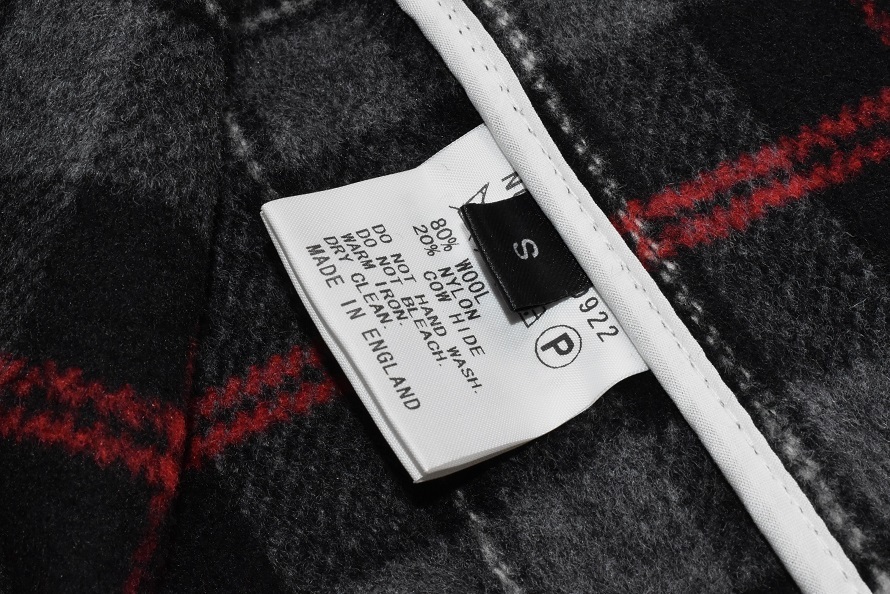 S
80% WOOL
20% NYLON
COW HIDE
DO NOT HAND WASH.
DO NOT BLEACH.
WARM IRON.
DRY CLEAN.
MADE IN ENGLAND
922
P